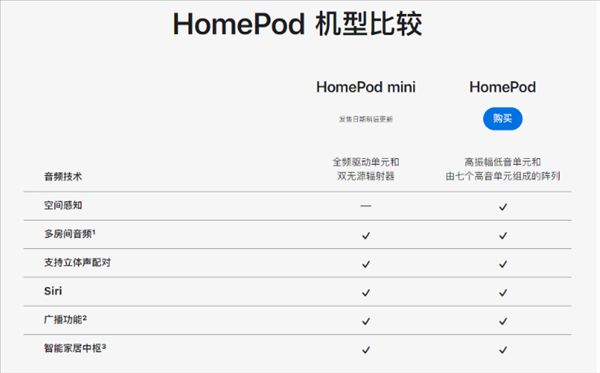 HomePod 机型比较
HomePod mini HomePod
发售日期稍后更新 购买
音频技术 全频驱动单元和 高振幅低音单元和
双无源辐射器 由七个高音单元组成的阵列
空间感知 — ✓
多房间音频¹ ✓ ✓
支持立体声配对 ✓ ✓
Siri ✓ ✓
广播功能² ✓ ✓
智能家居中枢³ ✓ ✓